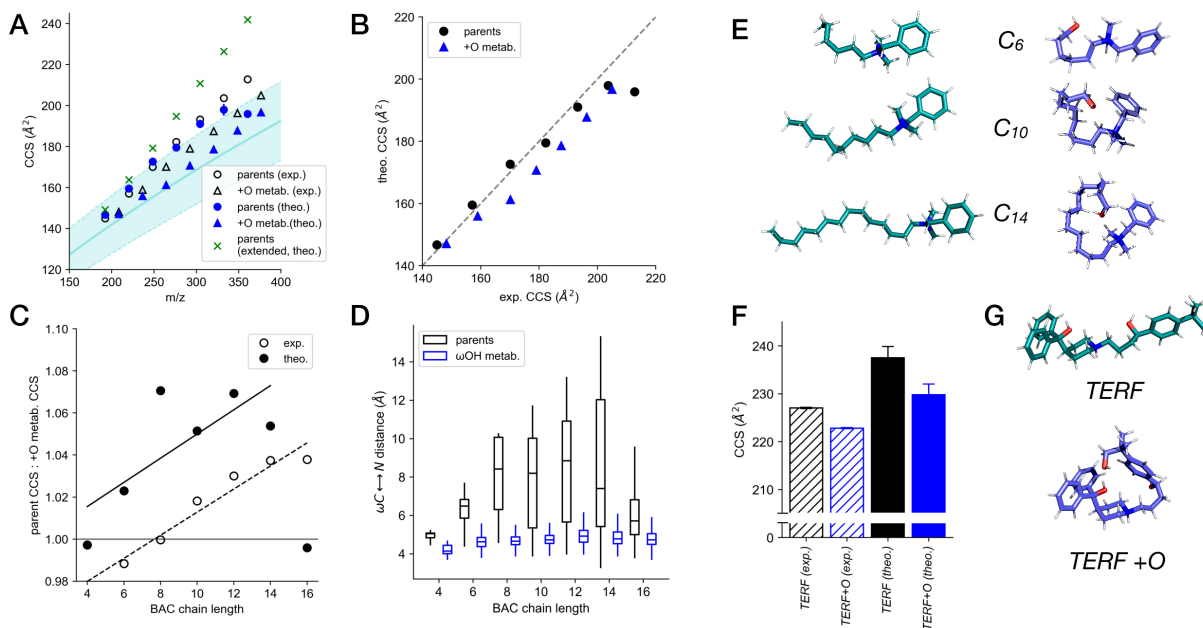 A
CCS (Å²)
200
180
160
140
120
150
200
250
300
350
400
m/z
parents (exp.)
+O metab. (exp.)
parents (theo.)
+O metab.(theo.)
parents
(extended, theo.)
B
theo. CCS (Å²)
220
200
180
160
140
140
160
180
200
220
exp. CCS (Å²)
parents
+O metab.
C
parent CCS : +O metab. CCS
1.10
1.08
1.06
1.04
1.02
1.00
0.98
4
6
8
10
12
14
16
BAC chain length
exp.
theo.
D
ωC ⟷ N distance (Å)
14
12
10
8
6
4
4
6
8
10
12
14
16
BAC chain length
parents
ωOH metab.
E
C₆
C₁₀
C₁₄
F
CCS (Å²)
240
230
220
210
0
TERF (exp.)
TERF+O (exp.)
TERF (theo.)
TERF+O (theo.)
G
TERF
TERF +O